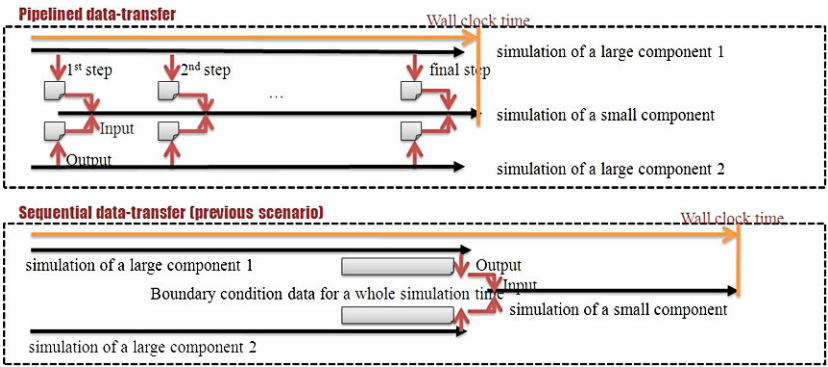 Pipelined data-transfer
Wall clock time
simulation of a large component 1
1st step
2nd step
final step
...
simulation of a small component
Input
Output
simulation of a large component 2
Sequential data-transfer (previous scenario)
Wall clock time
simulation of a large component 1
Output
Input
Boundary condition data for a whole simulation time
simulation of a small component
simulation of a large component 2